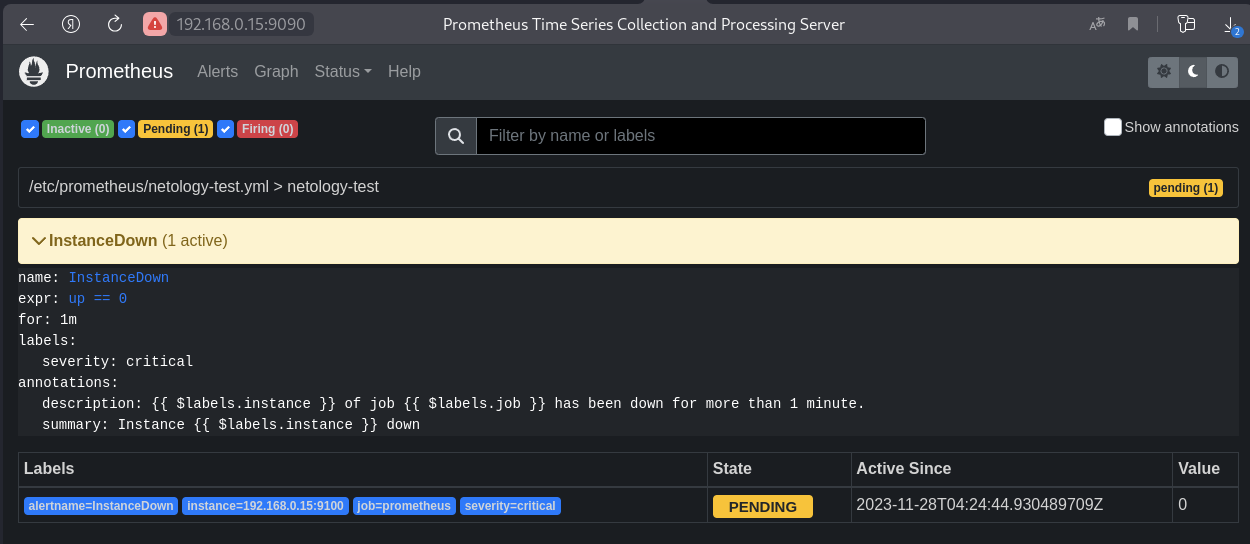 192.168.0.15:9090 Prometheus Time Series Collection and Processing Server 2
Prometheus Alerts Graph Status Help
Inactive (0) Pending (1) Firing (0) Filter by name or labels Show annotations
/etc/prometheus/netology-test.yml > netology-test pending (1)
InstanceDown (1 active)
name: InstanceDown
expr: up == 0
for: 1m
labels:
severity: critical
annotations:
description: {{ $labels.instance }} of job {{ $labels.job }} has been down for more than 1 minute.
summary: Instance {{ $labels.instance }} down
Labels State Active Since Value
alertname=InstanceDown instance=192.168.0.15:9100 job=prometheus severity=critical PENDING 2023-11-28T04:24:44.930489709Z 0